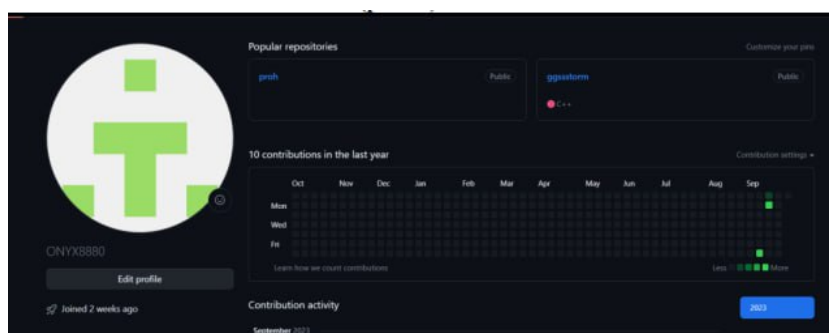 Popular repositories
Customize your pins
proh
Public
ggssstorm
Public
C++
10 contributions in the last year
Contribution settings
Oct Nov Dec Jan Feb Mar Apr May Jun Jul Aug Sep
Mon
Wed
Fri
Learn how we count contributions
Less More
ONYX8880
Edit profile
Joined 2 weeks ago
Contribution activity
2023
September 2023